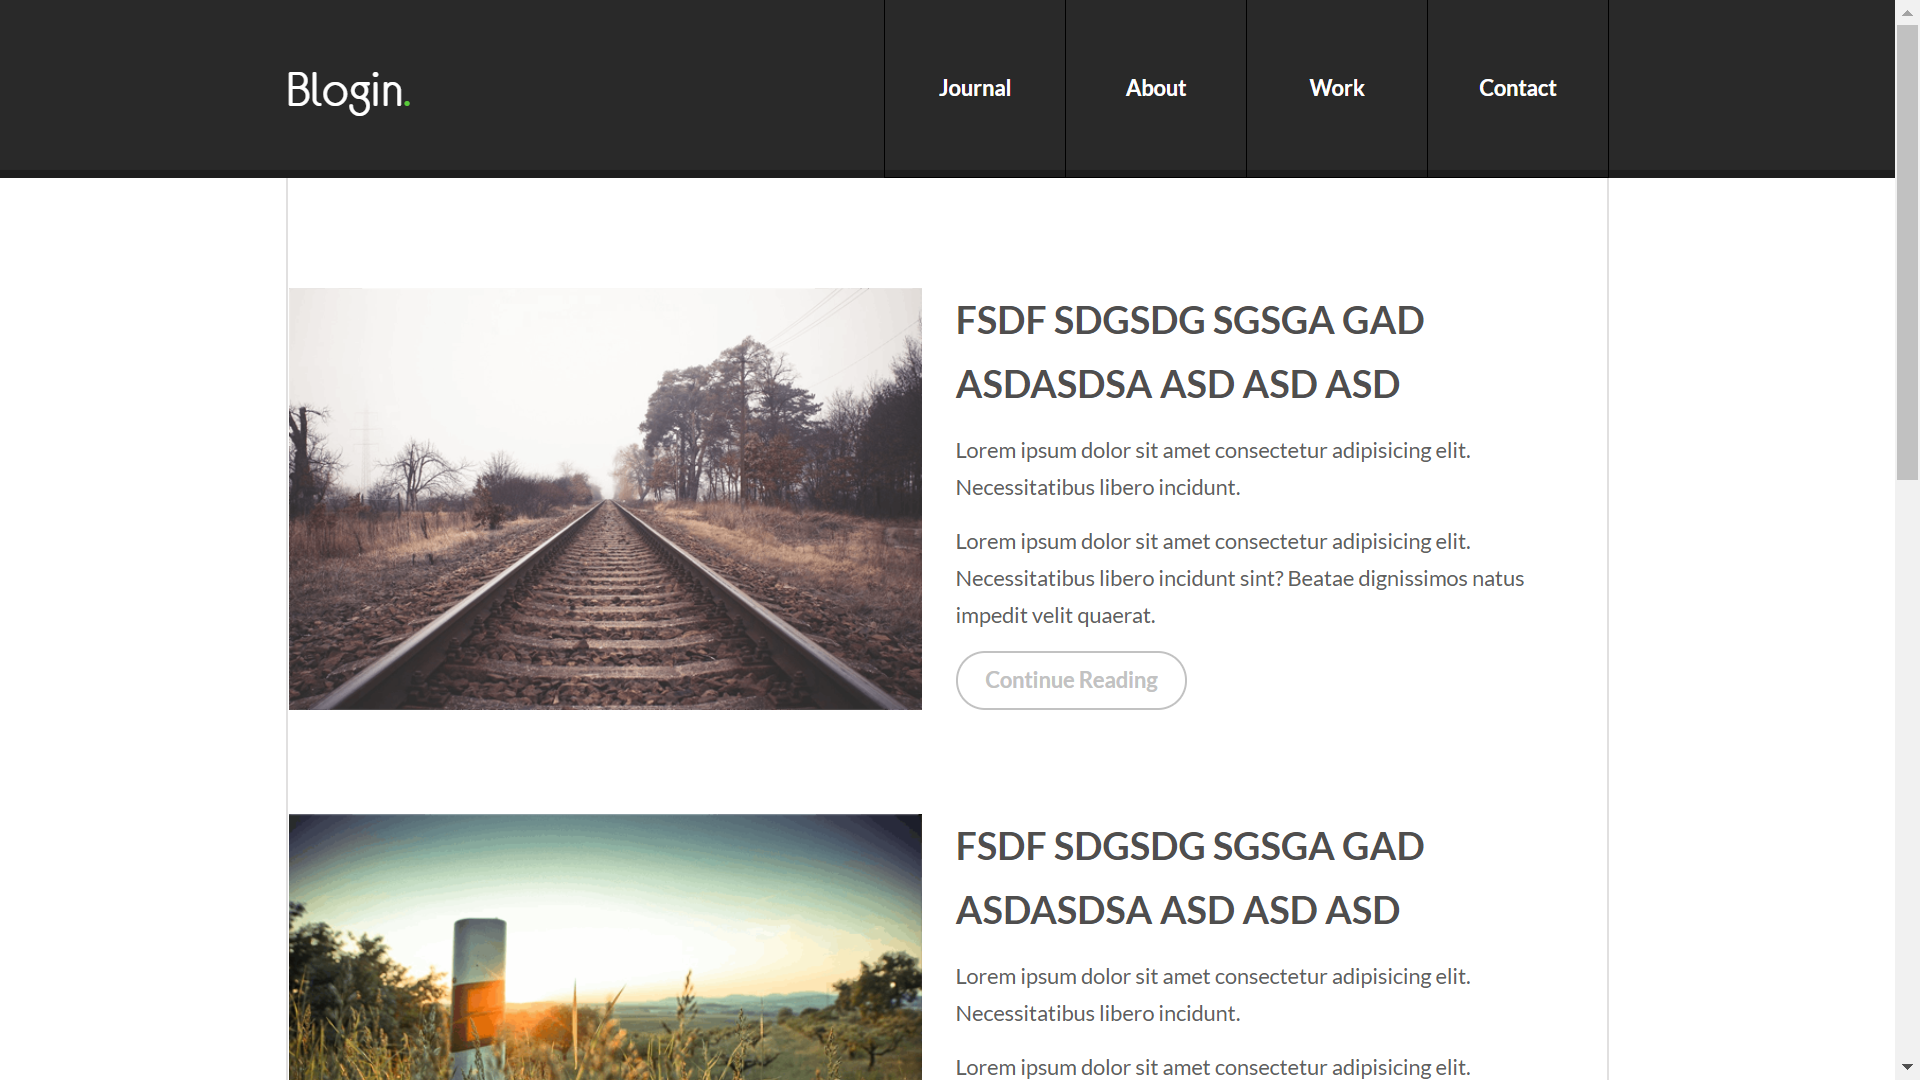 Blogin.
Journal
About
Work
Contact
FSDF SDGSDG SGSGA GAD
ASDASDSA ASD ASD ASD
Lorem ipsum dolor sit amet consectetur adipisicing elit.
Necessitatibus libero incidunt.
Lorem ipsum dolor sit amet consectetur adipisicing elit.
Necessitatibus libero incidunt sint? Beatae dignissimos natus
impedit velit quaerat.
Continue Reading
FSDF SDGSDG SGSGA GAD
ASDASDSA ASD ASD ASD
Lorem ipsum dolor sit amet consectetur adipisicing elit.
Necessitatibus libero incidunt.
Lorem ipsum dolor sit amet consectetur adipisicing elit.